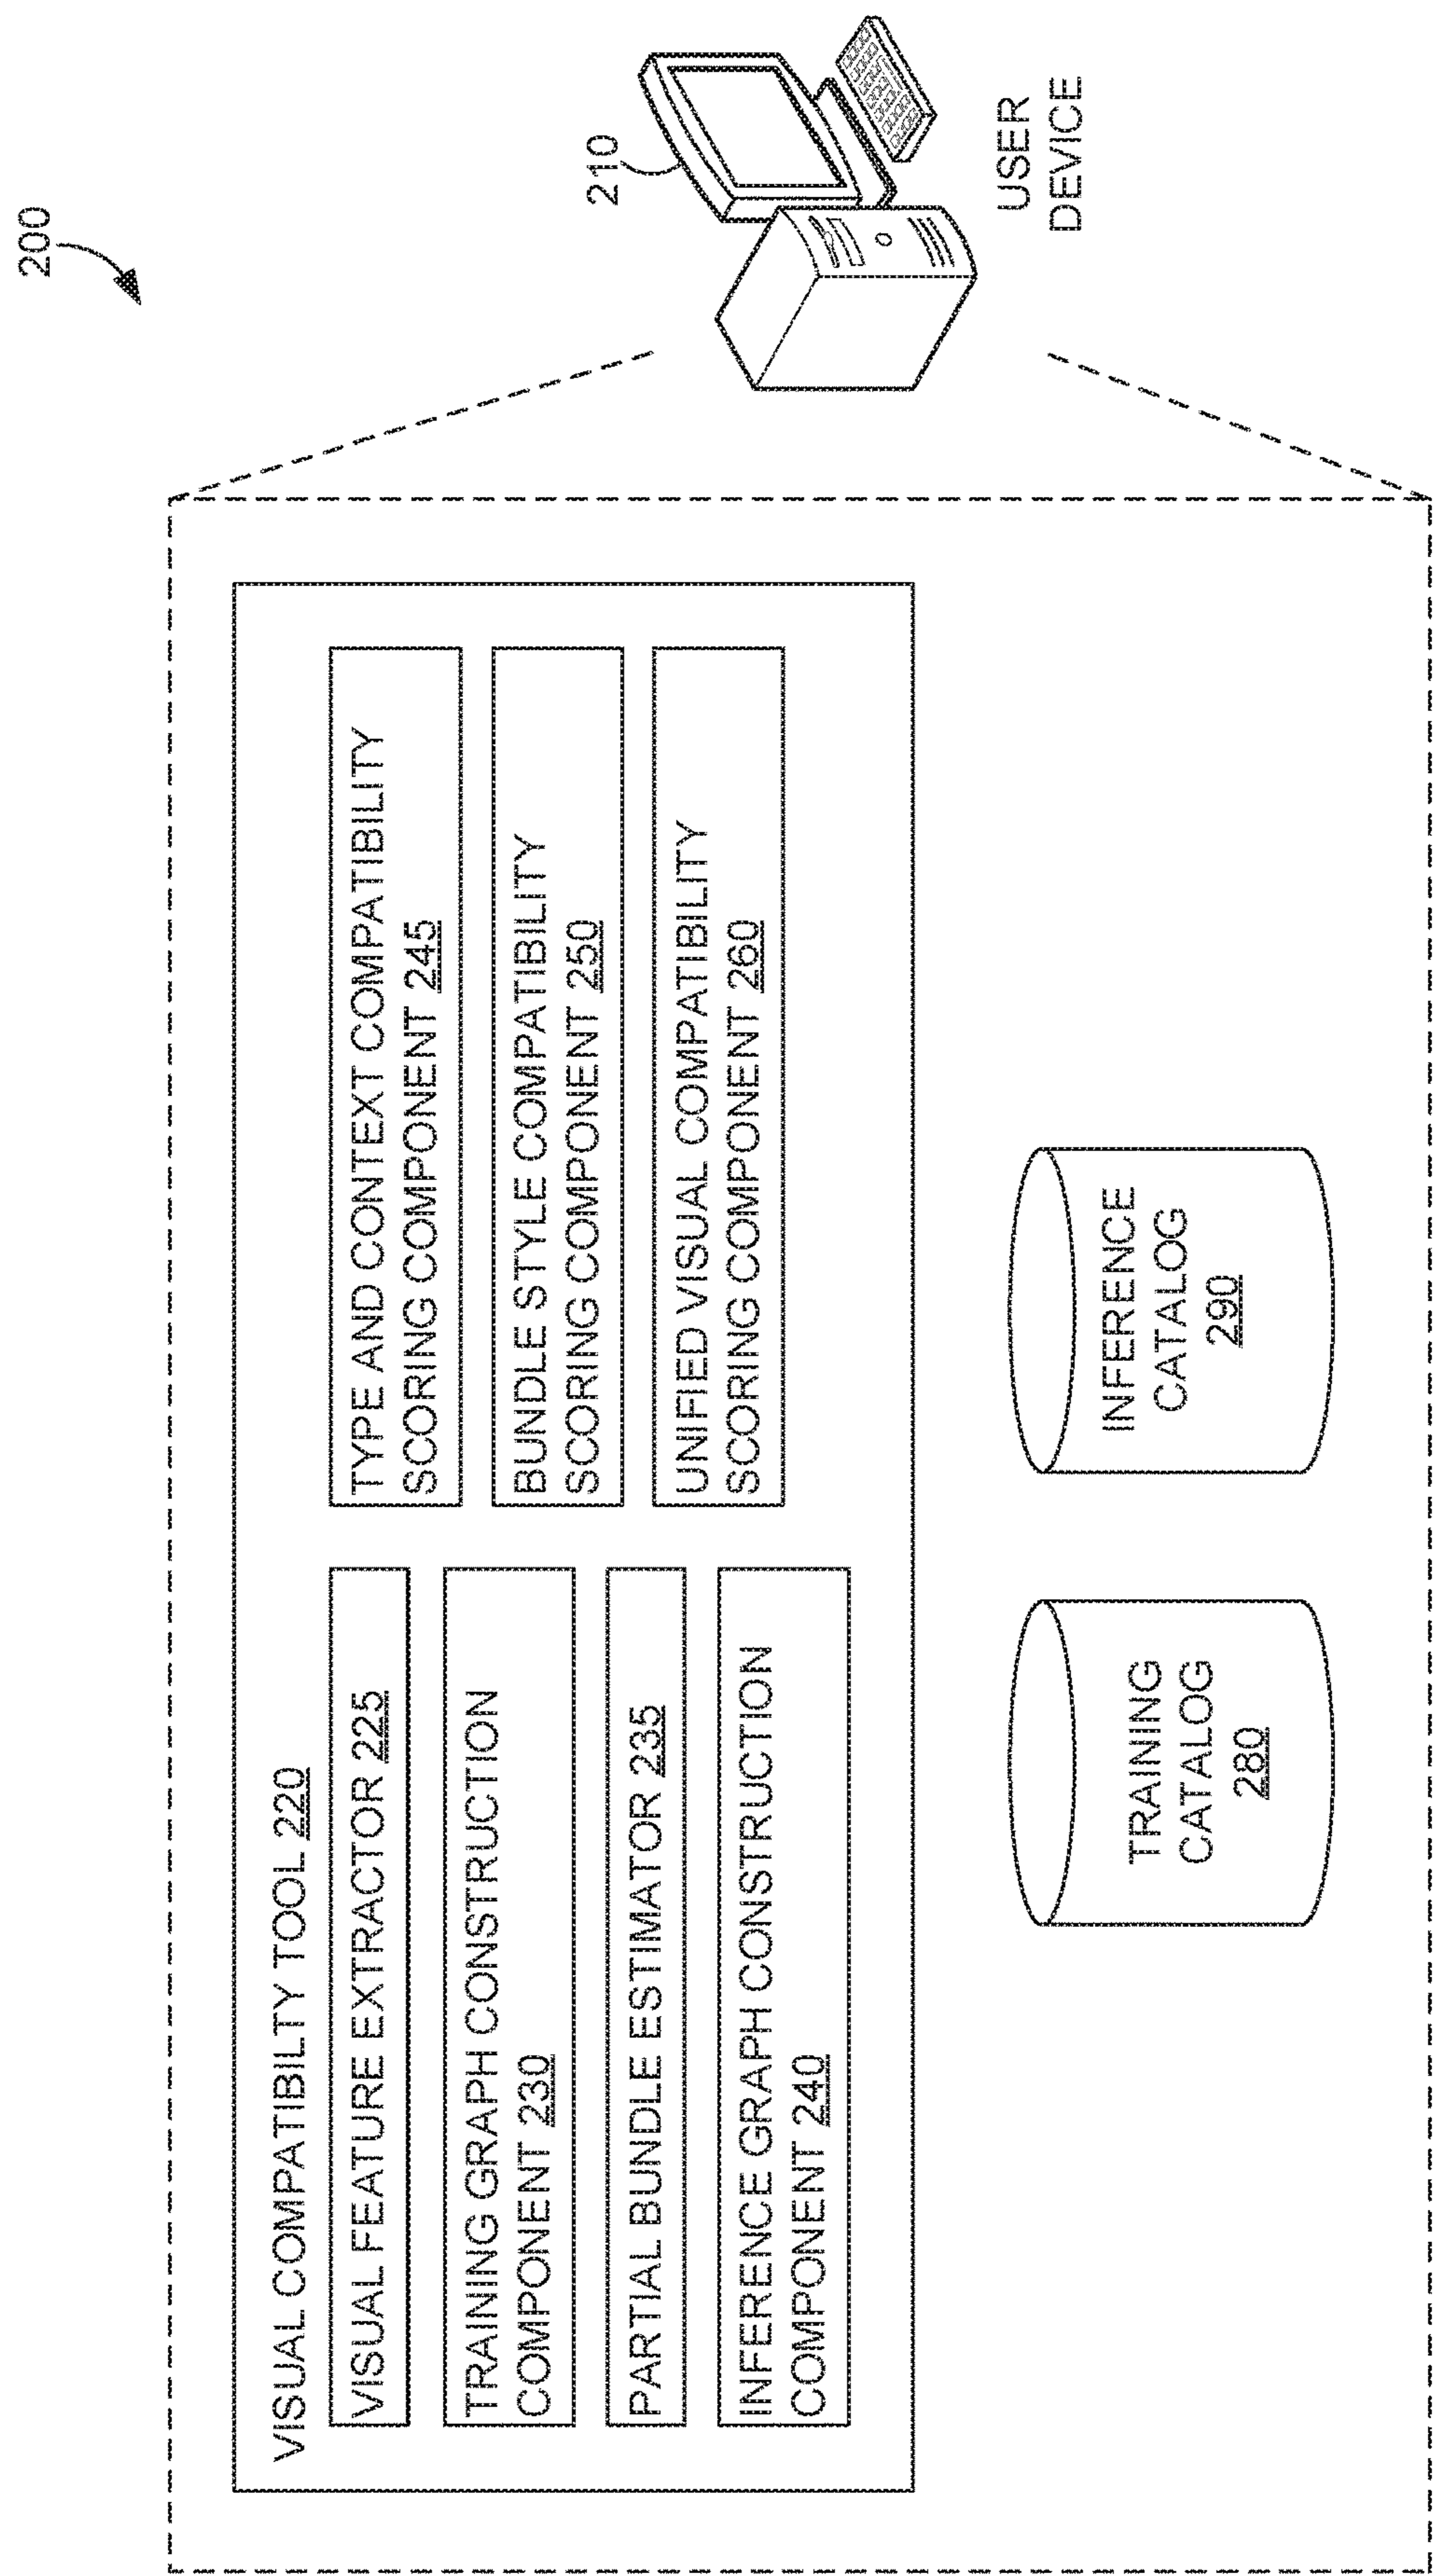 200
VISUAL COMPATIBILTY TOOL 220
VISUAL FEATURE EXTRACTOR 225
TRAINING GRAPH CONSTRUCTION
COMPONENT 230
PARTIAL BUNDLE ESTIMATOR 235
INFERENCE GRAPH CONSTRUCTION
COMPONENT 240
TYPE AND CONTEXT COMPATIBILITY
SCORING COMPONENT 245
BUNDLE STYLE COMPATIBILITY
SCORING COMPONENT 250
UNIFIED VISUAL COMPATIBILITY
SCORING COMPONENT 260
TRAINING
CATALOG
280
INFERENCE
CATALOG
290
210
USER
DEVICE